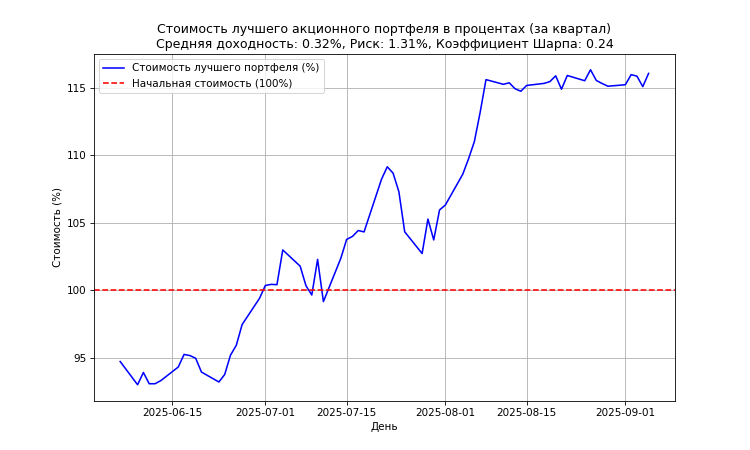 Стоимость лучшего акционного портфеля в процентах (за квартал)
Средняя доходность: 0.32%, Риск: 1.31%, Коэффициент Шарпа: 0.24
Стоимость лучшего портфеля (%)
Начальная стоимость (100%)
Стоимость (%)
115
110
105
100
95
2025-06-15
2025-07-01
2025-07-15
2025-08-01
2025-08-15
2025-09-01
День